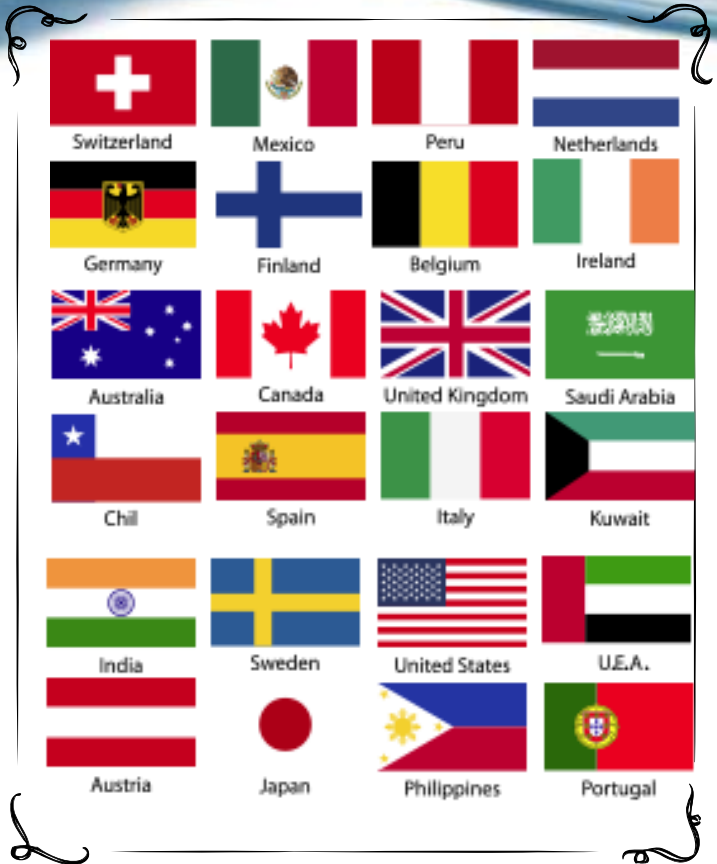 Switzerland Mexico Peru Netherlands
Germany Finland Belgium Ireland
Australia Canada United Kingdom Saudi Arabia
Chil Spain Italy Kuwait
India Sweden United States U.E.A.
Austria Japan Philippines Portugal